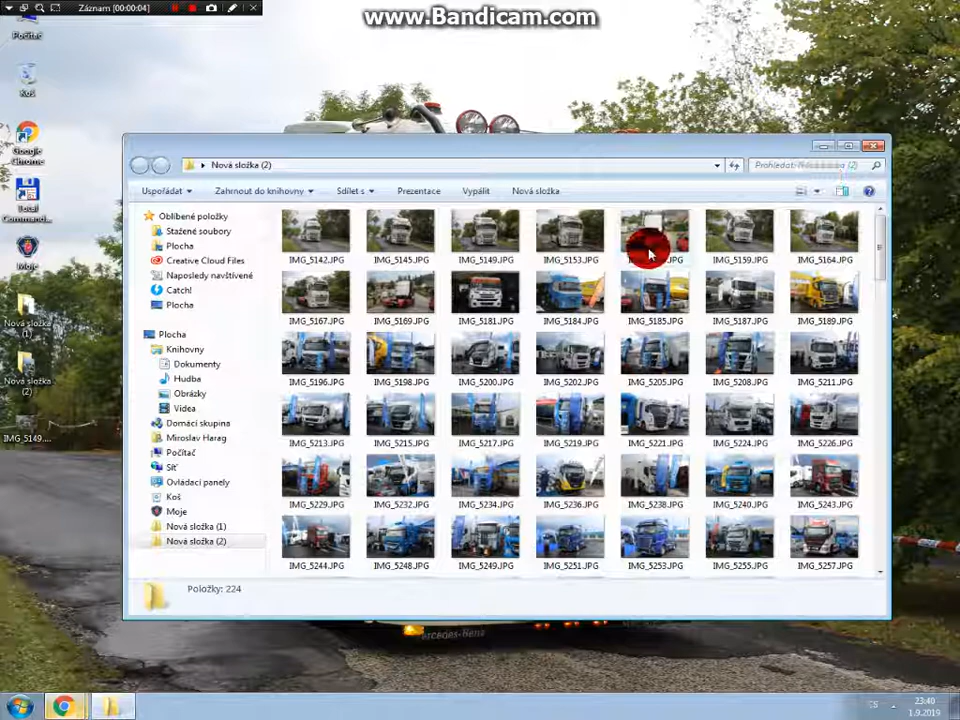 Záznam [00:00:04]
www.Bandicam.com
Počítač
Koš
Google Chrome
Total Comman...
Moje
Nová složka (1)
Nová složka (2)
IMG_5149....
Nová složka (2)
Uspořádat
Zahrnout do knihovny
Sdílet s
Prezentace
Vypálit
Nová složka
Oblíbené položky
Stažené soubory
Plocha
Creative Cloud Files
Naposledy navštívené
Catch!
Plocha
Plocha
Knihovny
Dokumenty
Hudba
Obrázky
Videa
Domácí skupina
Miroslav Harag
Počítač
Síť
Ovládací panely
Koš
Moje
Nová složka (1)
Nová složka (2)
IMG_5142.JPG IMG_5145.JPG IMG_5149.JPG IMG_5153.JPG IMG_5159.JPG IMG_5164.JPG
IMG_5167.JPG IMG_5169.JPG IMG_5181.JPG IMG_5184.JPG IMG_5185.JPG IMG_5187.JPG IMG_5189.JPG
IMG_5196.JPG IMG_5198.JPG IMG_5200.JPG IMG_5202.JPG IMG_5205.JPG IMG_5208.JPG IMG_5211.JPG
IMG_5213.JPG IMG_5215.JPG IMG_5217.JPG IMG_5219.JPG IMG_5221.JPG IMG_5224.JPG IMG_5226.JPG
IMG_5229.JPG IMG_5232.JPG IMG_5234.JPG IMG_5236.JPG IMG_5238.JPG IMG_5240.JPG IMG_5243.JPG
IMG_5244.JPG IMG_5248.JPG IMG_5249.JPG IMG_5251.JPG IMG_5253.JPG IMG_5255.JPG IMG_5257.JPG
Položky: 224
CS
23:40
1.9.2019